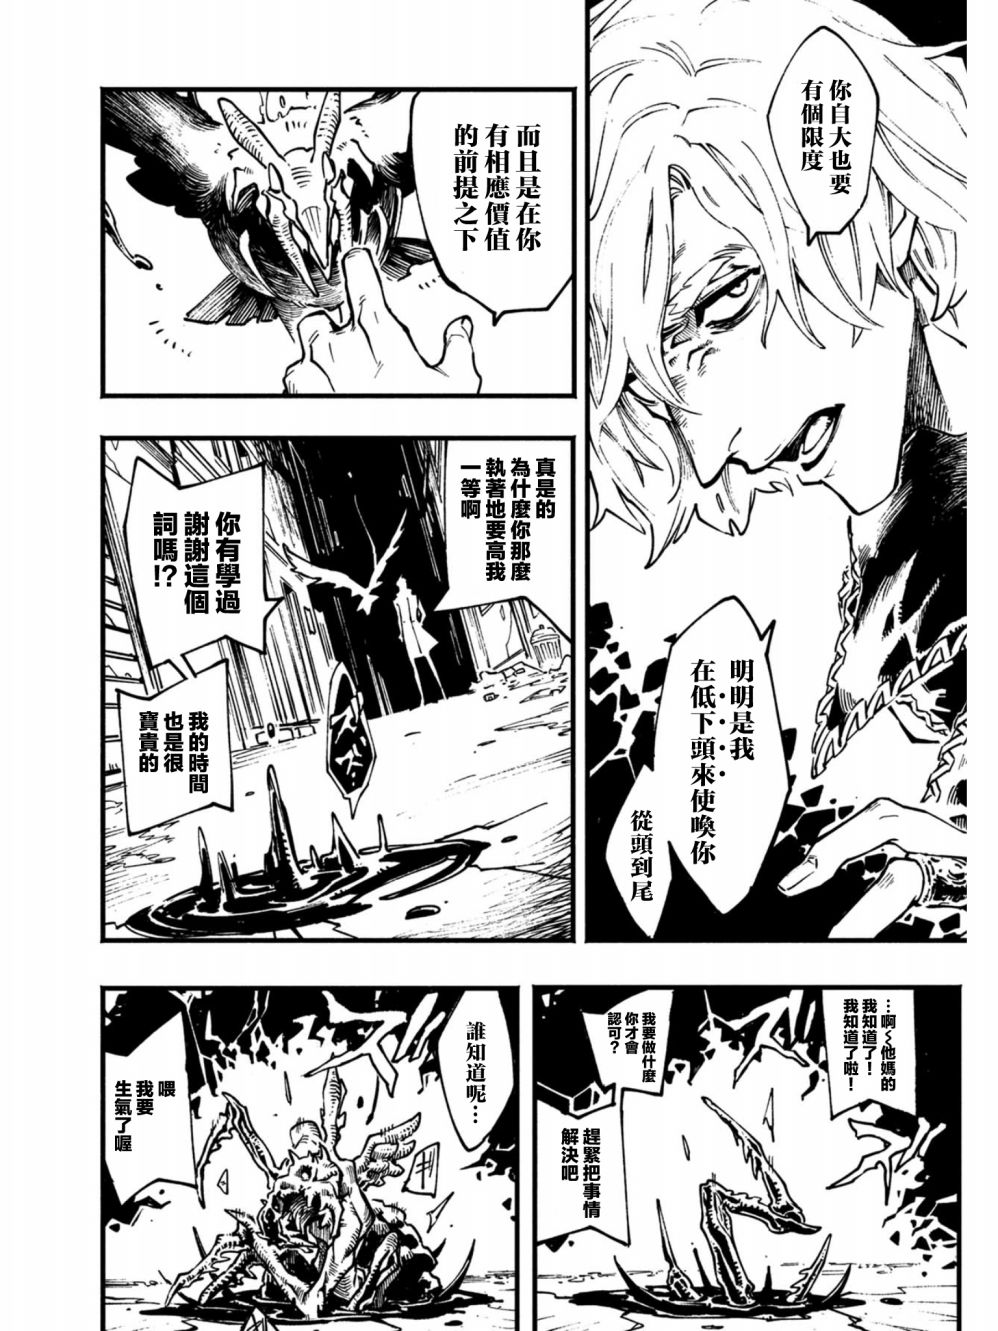 你自大也要
有個限度
明明是我
在低下頭來使喚你
從頭到尾
而且是在你
有相應價值
的前提之下
真是的
為什麼你那麼
執著地要高我
一等啊
你有學過
謝謝這個
詞嗎!?
我的時間
也是很
寶貴的
…啊～他媽的
我知道了！
我知道了啦！
我要做什麼
你才會
認可？
趕緊把事情
解決吧
誰知道呢…
喂
我要
生氣了喔